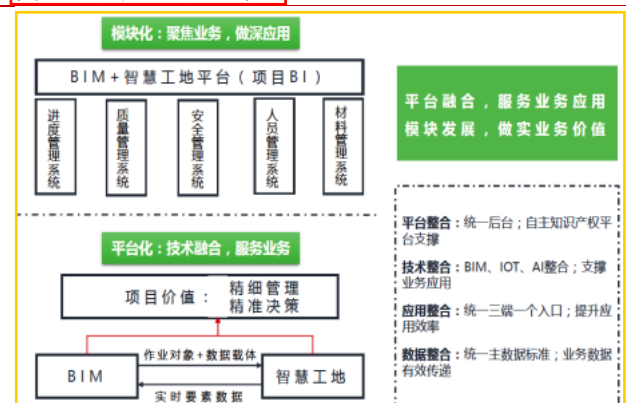 模块化：聚焦业务，做深应用
BIM+智慧工地平台（项目BI）
进度管理系统
质量管理系统
安全管理系统
人员管理系统
材料管理系统
平台融合，服务业务应用
模块发展，做实业务价值
平台化：技术融合，服务业务
项目价值：
精细管理
精准决策
作业对象+数据载体
BIM
智慧工地
实时要素数据
平台整合：统一后台；自主知识产权平
台支撑
技术整合：BIM、IOT、AI整合；支撑
业务应用
应用整合：统一三端一个入口；提升应
用效率
数据整合：统一主数据标准；业务数据
有效传递